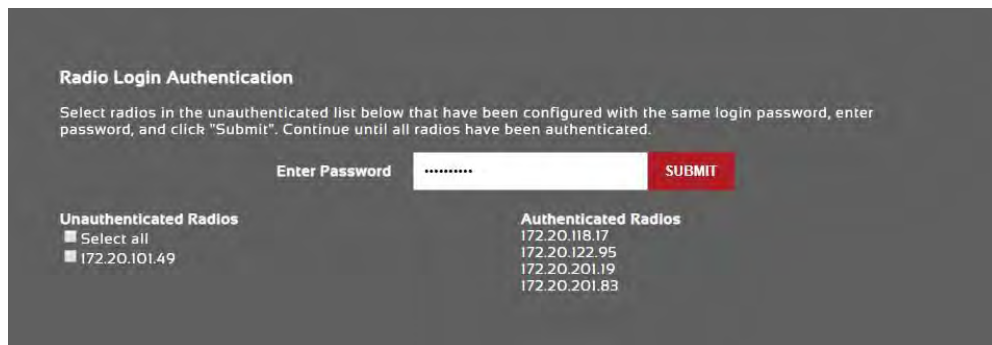 Radio Login Authentication
Select radios in the unauthenticated list below that have been configured with the same login password, enter
password, and click "Submit". Continue until all radios have been authenticated.
Enter Password •••••••••• SUBMIT
Unauthenticated Radios
Select all
172.20.101.49
Authenticated Radios
172.20.118.17
172.20.122.95
172.20.201.19
172.20.201.83